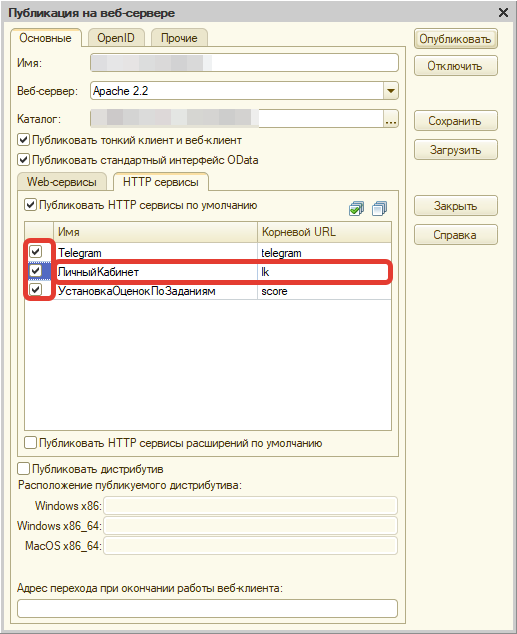 Публикация на веб-сервере
Основные OpenID Прочие
Опубликовать
Имя:
Отключить
Веб-сервер: Apache 2.2
Каталог: ...
Сохранить
Публиковать тонкий клиент и веб-клиент
Загрузить
Публиковать стандартный интерфейс OData
Web-сервисы HTTP сервисы
Публиковать HTTP сервисы по умолчанию
Закрыть
Имя Корневой URL
Справка
Telegram telegram
ЛичныйКабинет lk
УстановкаОценокПоЗаданиям score
Публиковать HTTP сервисы расширений по умолчанию
Публиковать дистрибутив
Расположение публикуемого дистрибутива:
Windows x86:
Windows x86_64:
MacOS x86_64:
Адрес перехода при окончании работы веб-клиента: